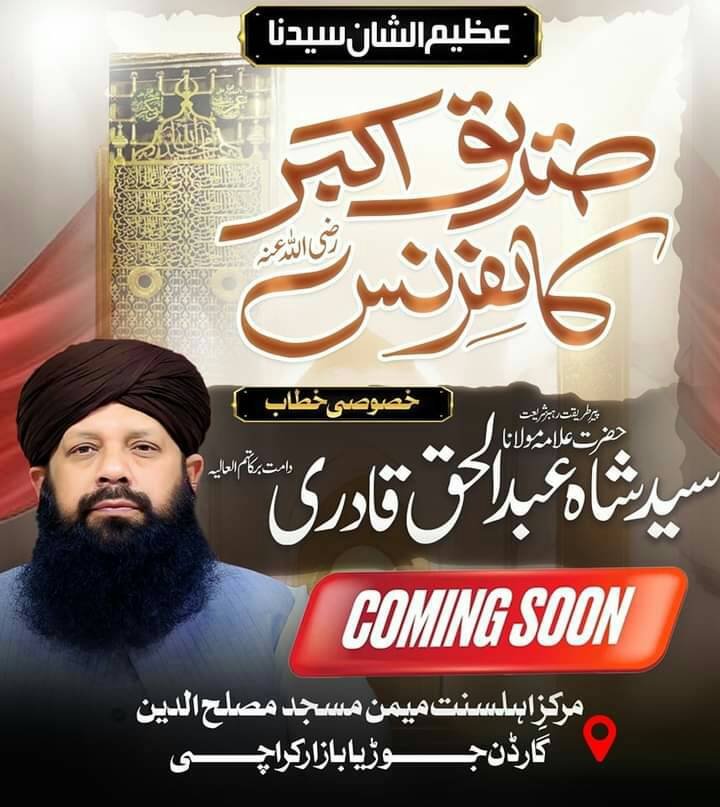 عظیم الشان سیدنا
صدیق اکبر
رضی اللہ عنہ
کانفرنس
خصوصی خطاب
پیر طریقت رہبر شریعت
حضرت علامہ مولانا
سید شاہ عبدالحق قادری
دامت برکاتہم العالیہ
COMING SOON
مرکزِ اہلسنت میمن مسجد مصلح الدین
گارڈن جوڑیا بازار کراچی